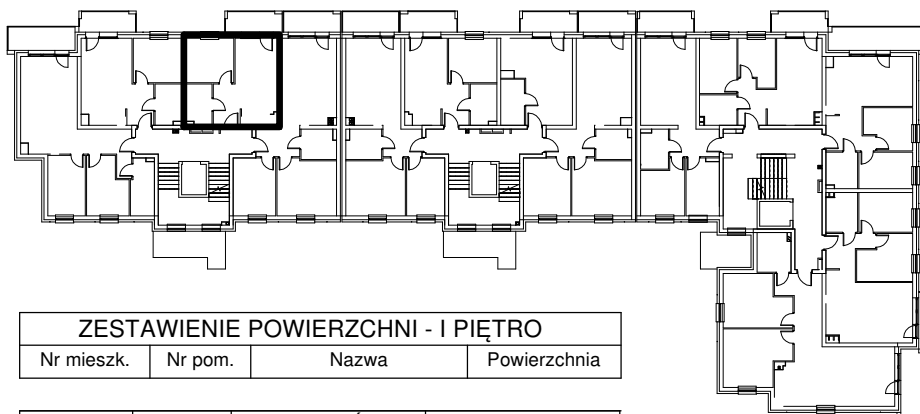 ZESTAWIENIE POWIERZCHNI - I PIĘTRO
Nr mieszk. Nr pom. Nazwa Powierzchnia